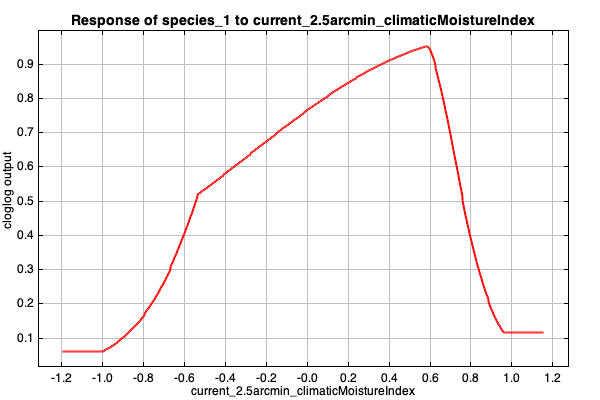 Response of species_1 to current_2.5arcmin_climaticMoistureIndex
0.9
0.8
0.7
0.6
0.5
0.4
0.3
0.2
0.1
cloglog output
-1.2 -1.0 -0.8 -0.6 -0.4 -0.2 -0.0 0.2 0.4 0.6 0.8 1.0 1.2
current_2.5arcmin_climaticMoistureIndex